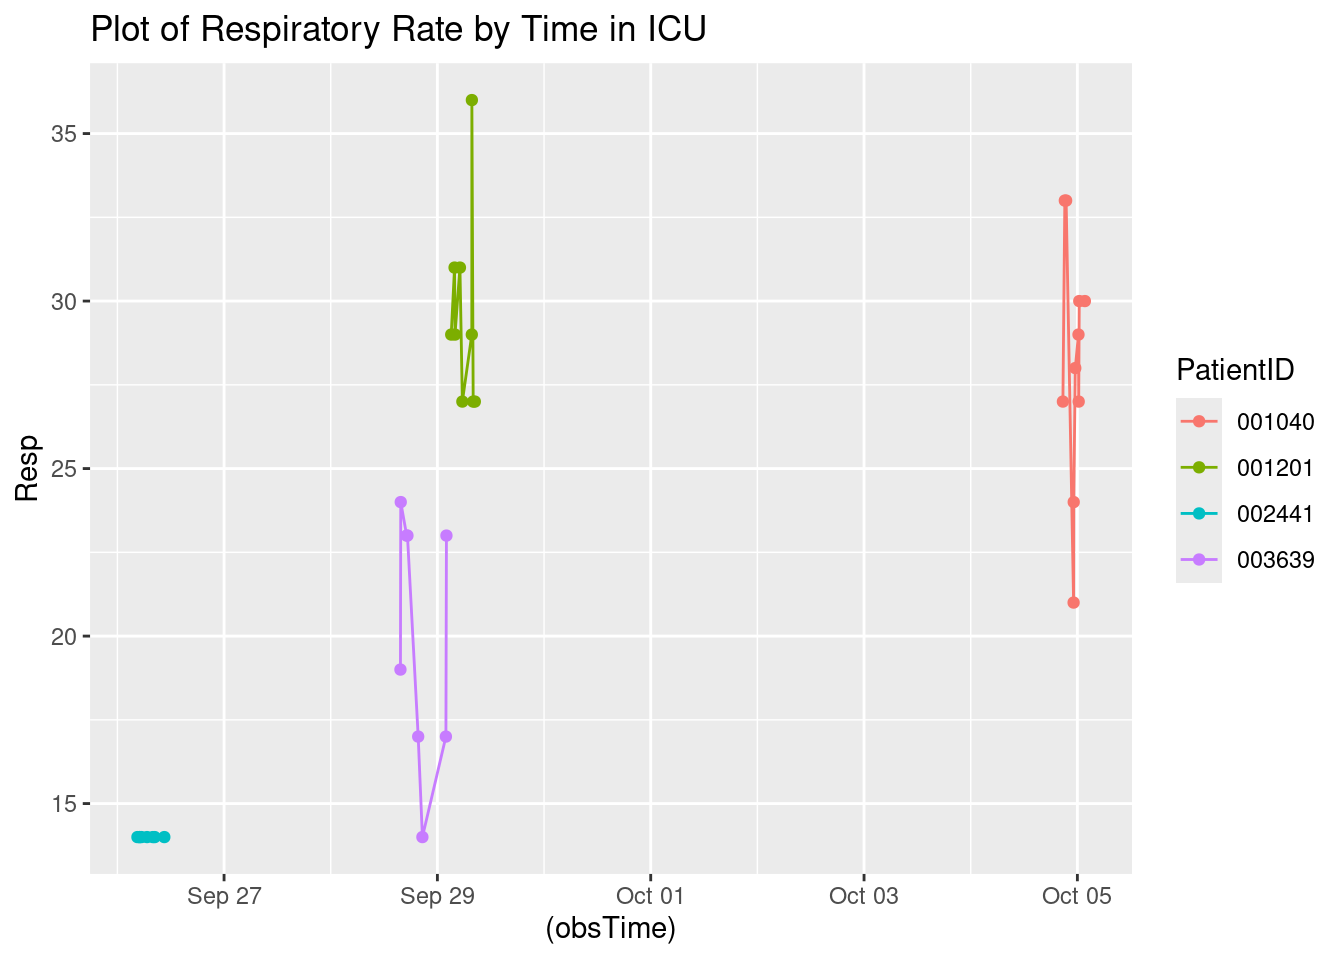 Plot of Respiratory Rate by Time in ICU
35
30
25
20
15
Resp
Sep 27
Sep 29
Oct 01
Oct 03
Oct 05
(obsTime)
PatientID
001040
001201
002441
003639